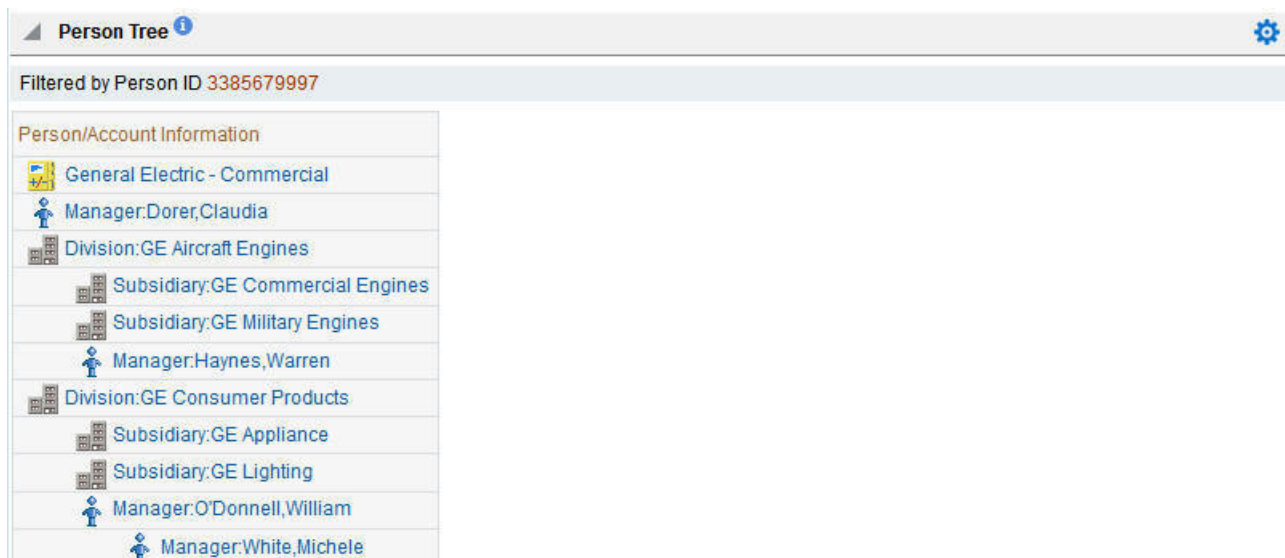 Person Tree
Filtered by Person ID 3385679997
Person/Account Information
General Electric - Commercial
Manager:Dorer,Claudia
Division:GE Aircraft Engines
Subsidiary:GE Commercial Engines
Subsidiary:GE Military Engines
Manager:Haynes,Warren
Division:GE Consumer Products
Subsidiary:GE Appliance
Subsidiary:GE Lighting
Manager:O'Donnell,William
Manager:White,Michele